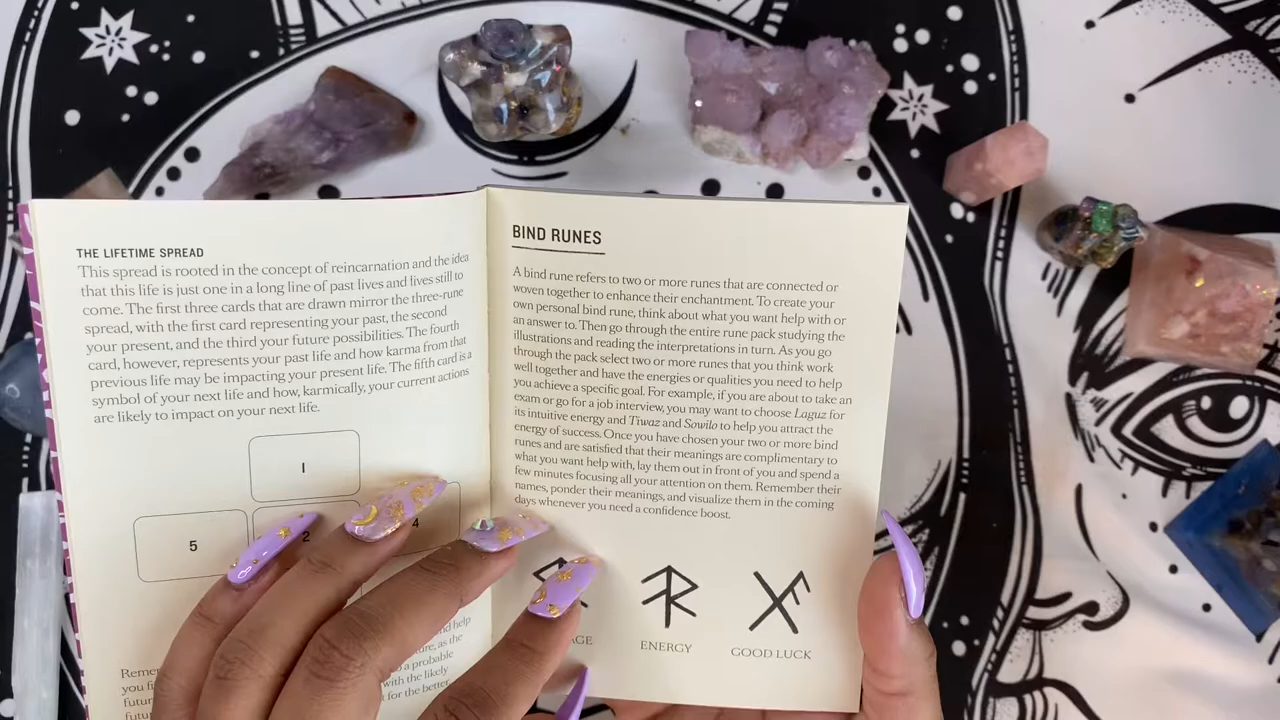 THE LIFETIME SPREAD
This spread is rooted in the concept of reincarnation and the idea
that this life is just one in a long line of past lives and lives still to
come. The first three cards that are drawn mirror the three-rune
spread, with the first card representing your past, the second
your present, and the third your future possibilities. The fourth
card, however, represents your past life and how karma from that
previous life may be impacting your present life. The fifth card is a
symbol of your next life and how, karmically, your current actions
are likely to impact on your next life.
1
5
2
4
help
as the
a probable
with the likely
for the better.
BIND RUNES
A bind rune refers to two or more runes that are connected or
woven together to enhance their enchantment. To create your
own personal bind rune, think about what you want help with or
an answer to. Then go through the entire rune pack studying the
illustrations and reading the interpretations in turn. As you go
through the pack select two or more runes that you think work
well together and have the energies or qualities you need to help
you achieve a specific goal. For example, if you are about to take an
exam or go for a job interview, you may want to choose Laguz for
its intuitive energy and Tiwaz and Sowilo to help you attract the
energy of success. Once you have chosen your two or more bind
runes and are satisfied that their meanings are complimentary to
what you want help with, lay them out in front of you and spend a
few minutes focusing all your attention on them. Remember their
names, ponder their meanings, and visualize them in the coming
days whenever you need a confidence boost.
ENERGY
GOOD LUCK